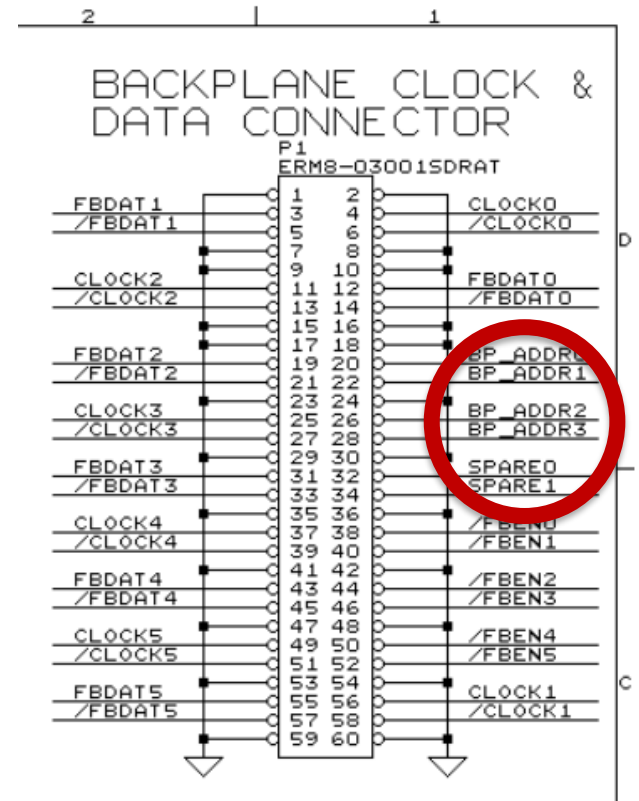 2 1
BACKPLANE CLOCK &
DATA CONNECTOR
P1
ERM8-03001SDRAT
1 2
FBDAT1 3 4 CLOCK0
/FBDAT1 5 6 /CLOCK0
7 8 D
9 10
CLOCK2 11 12 FBDAT0
/CLOCK2 13 14 /FBDAT0
15 16
17 18
FBDAT2 19 20 BP_ADDR0
/FBDAT2 21 22 BP_ADDR1
23 24
CLOCK3 25 26 BP_ADDR2
/CLOCK3 27 28 BP_ADDR3
29 30
FBDAT3 31 32 SPARE0
/FBDAT3 33 34 SPARE1
35 36
CLOCK4 37 38 /FBEN0
/CLOCK4 39 40 /FBEN1
41 42
FBDAT4 43 44 /FBEN2
/FBDAT4 45 46 /FBEN3
47 48
CLOCK5 49 50 /FBEN4
/CLOCK5 51 52 /FBEN5
53 54 C
FBDAT5 55 56 CLOCK1
/FBDAT5 57 58 /CLOCK1
59 60